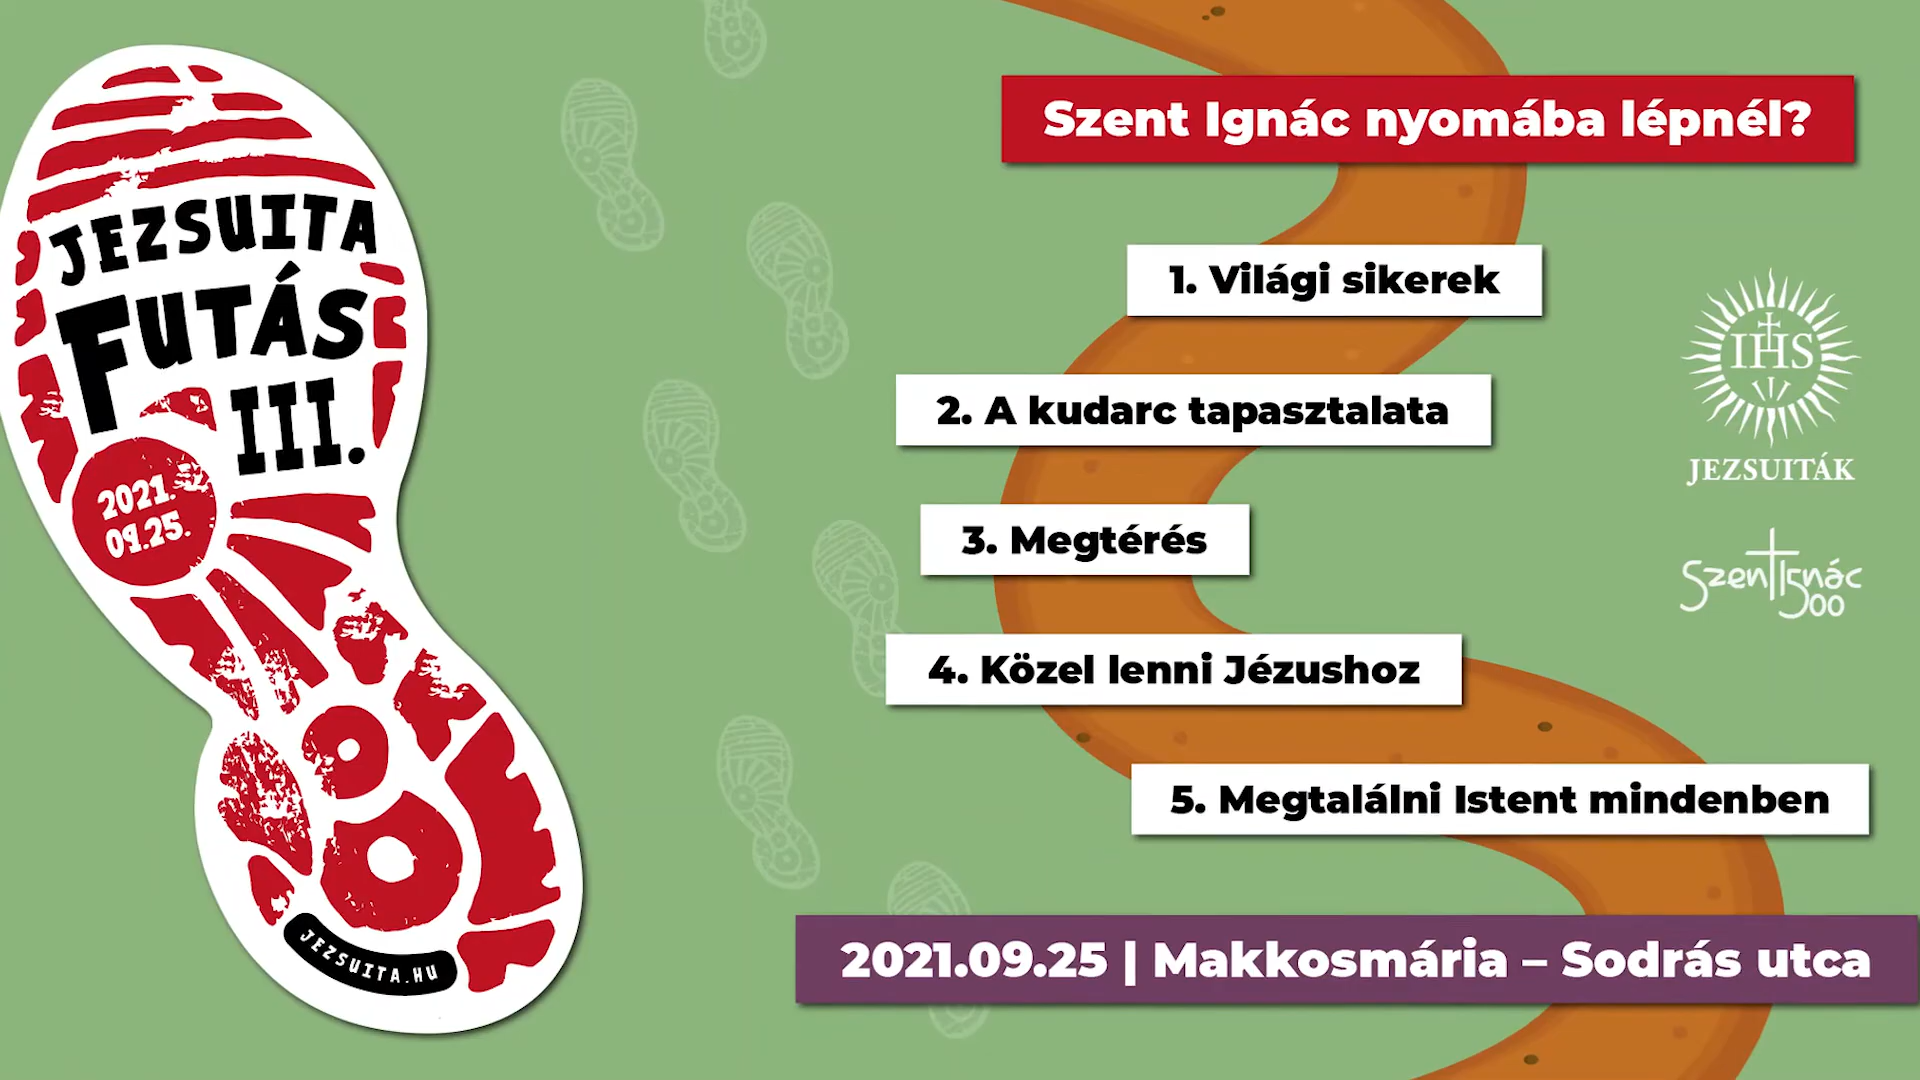 JEZSUITA
FUTÁS
III.
2021.
09.25.
JEZSUITA.HU
Szent Ignác nyomába lépnél?
1. Világi sikerek
2. A kudarc tapasztalata
3. Megtérés
4. Közel lenni Jézushoz
5. Megtalálni Istent mindenben
IHS
JEZSUITÁK
Szent Ignác
500
2021.09.25 | Makkosmária – Sodrás utca